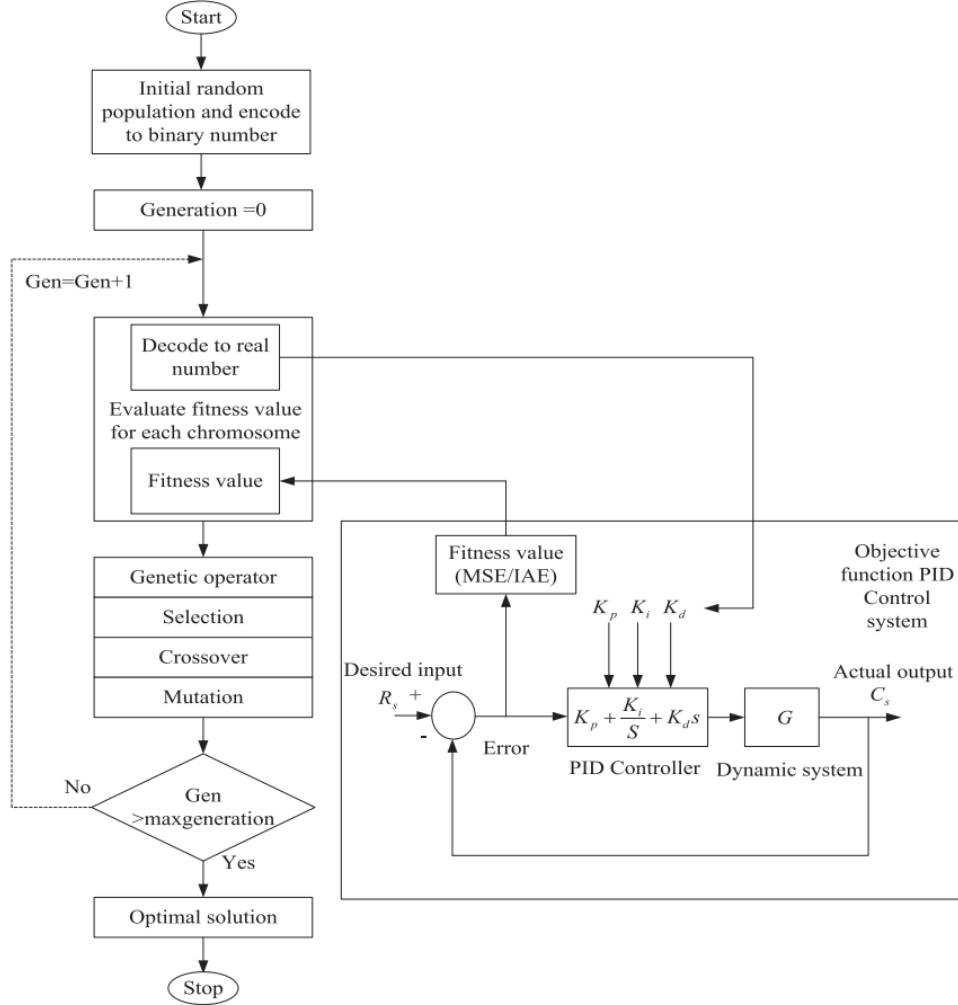 Start
Initial random
population and encode
to binary number
Generation =0
Gen=Gen+1
Decode to real
number
Evaluate fitness value
for each chromosome
Fitness value
Genetic operator
Selection
Crossover
Mutation
No
Gen
>maxgeneration
Yes
Optimal solution
Stop
Fitness value
(MSE/IAE)
Objective
function PID
Control
system
K_p K_i K_d
Desired input
R_s +
-
Error
K_p + K_i/S + K_d s
PID Controller
G
Dynamic system
Actual output
C_s